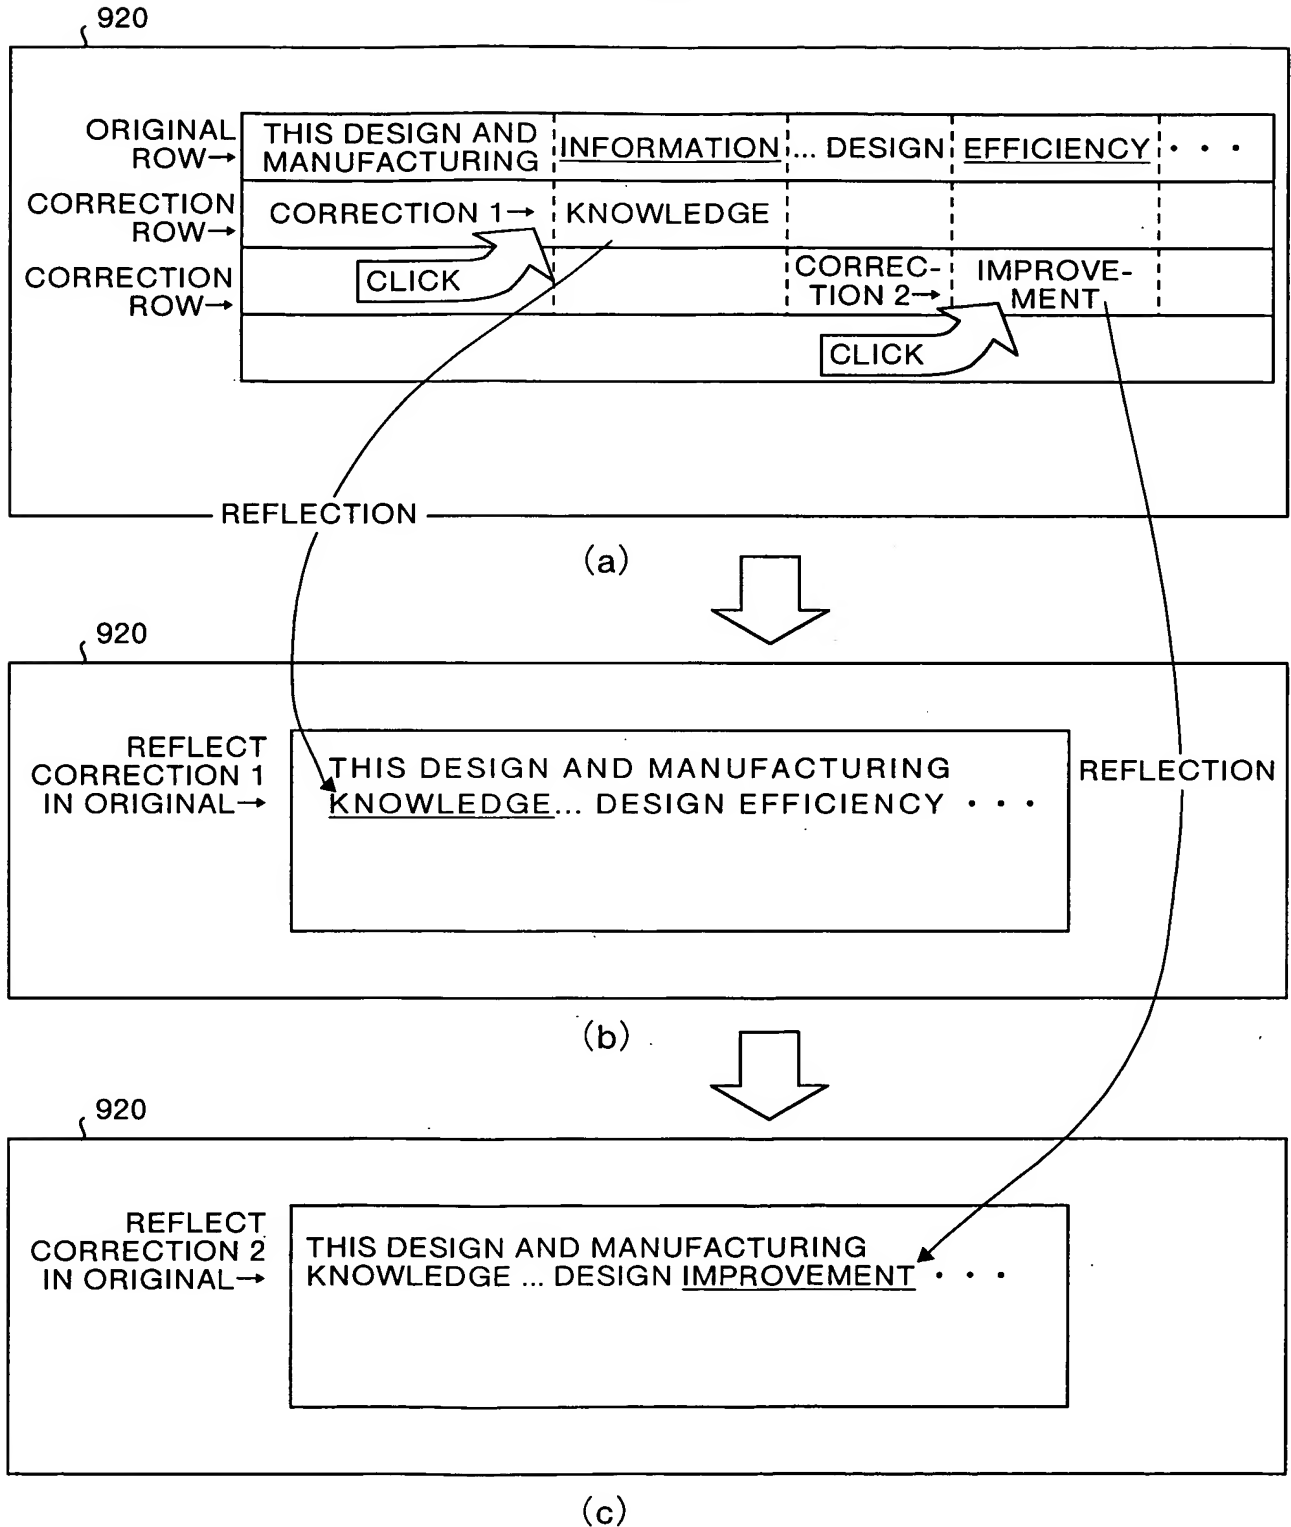 920
ORIGINAL
ROW→
THIS DESIGN AND
MANUFACTURING
INFORMATION
... DESIGN
EFFICIENCY
· · ·
CORRECTION
ROW→
CORRECTION 1→
KNOWLEDGE
CORRECTION
ROW→
CLICK
CORREC-
TION 2→
IMPROVE-
MENT
CLICK
REFLECTION
(a)
920
REFLECT
CORRECTION 1
IN ORIGINAL→
THIS DESIGN AND MANUFACTURING
KNOWLEDGE... DESIGN EFFICIENCY · · ·
REFLECTION
(b)
920
REFLECT
CORRECTION 2
IN ORIGINAL→
THIS DESIGN AND MANUFACTURING
KNOWLEDGE ... DESIGN IMPROVEMENT · · ·
(c)